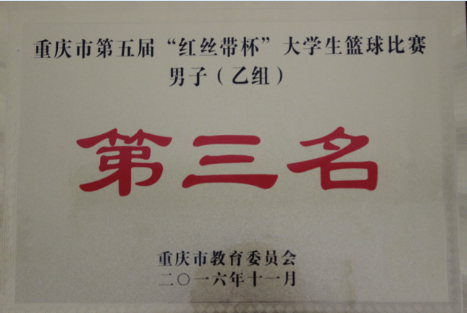 重庆市第五届“红丝带杯”大学生篮球比赛
男子（乙组）
第三名
重庆市教育委员会
二〇一六年十一月